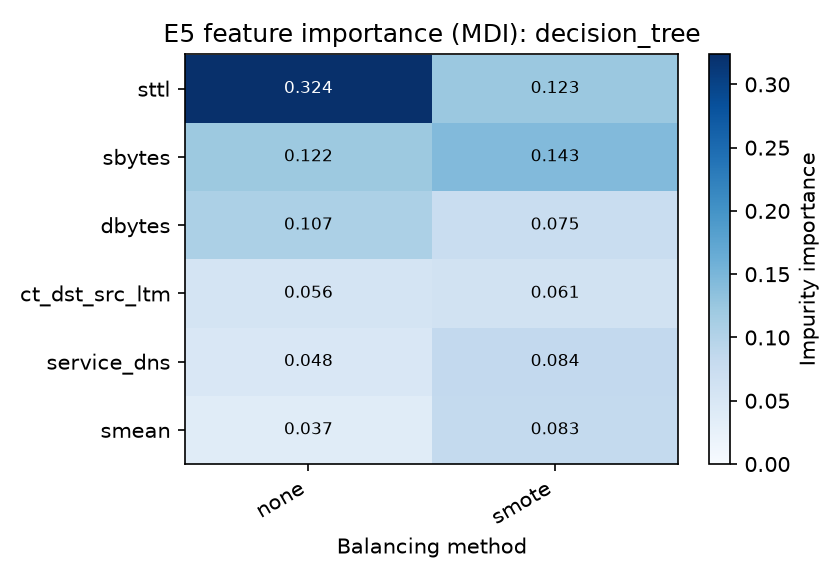 E5 feature importance (MDI): decision_tree
sttl 0.324 0.123
sbytes 0.122 0.143
dbytes 0.107 0.075
ct_dst_src_ltm 0.056 0.061
service_dns 0.048 0.084
smean 0.037 0.083
none smote
Balancing method
0.30
0.25
0.20
0.15
0.10
0.05
0.00
Impurity importance